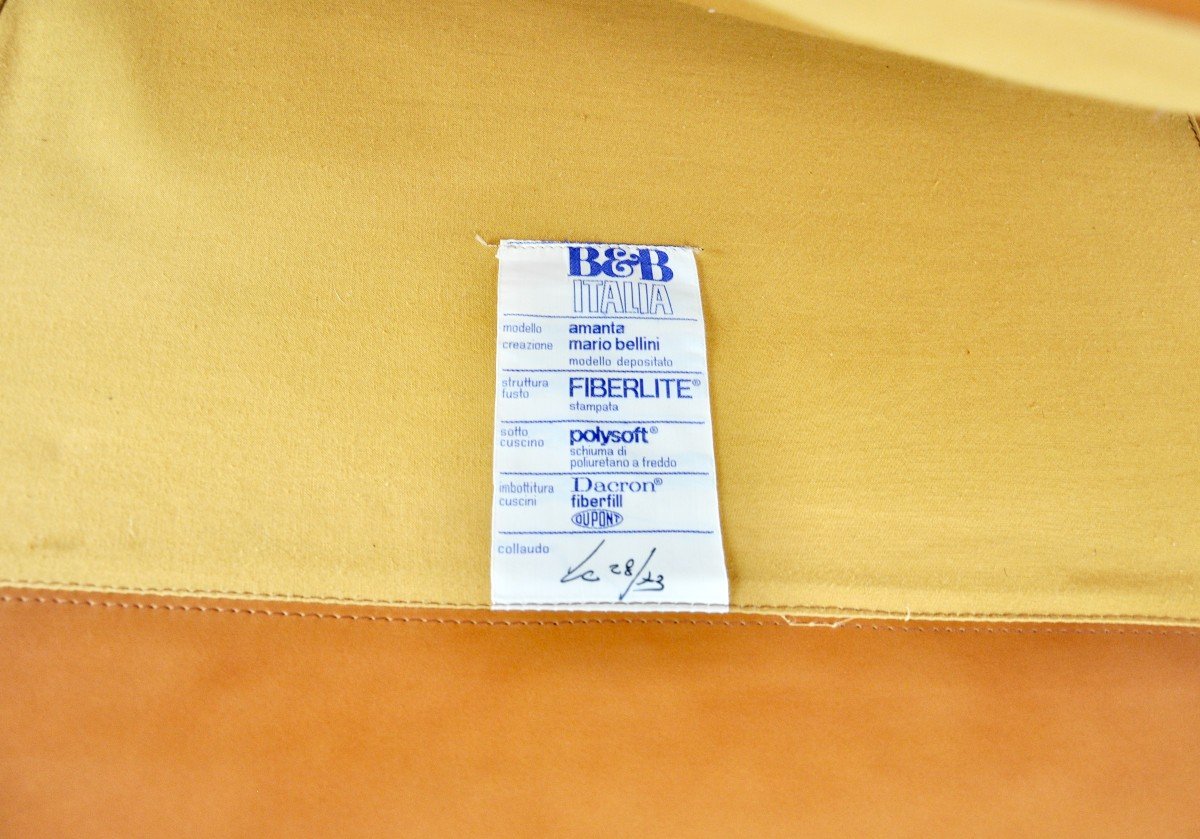 B&B
ITALIA
modello amanta
creazione mario bellini
modello depositato
struttura fusto FIBERLITE®
stampata
sotto cuscino polysoft®
schiuma di
poliuretano a freddo
imbottitura cuscini Dacron®
fiberfill
DUPONT
collaudo 28/